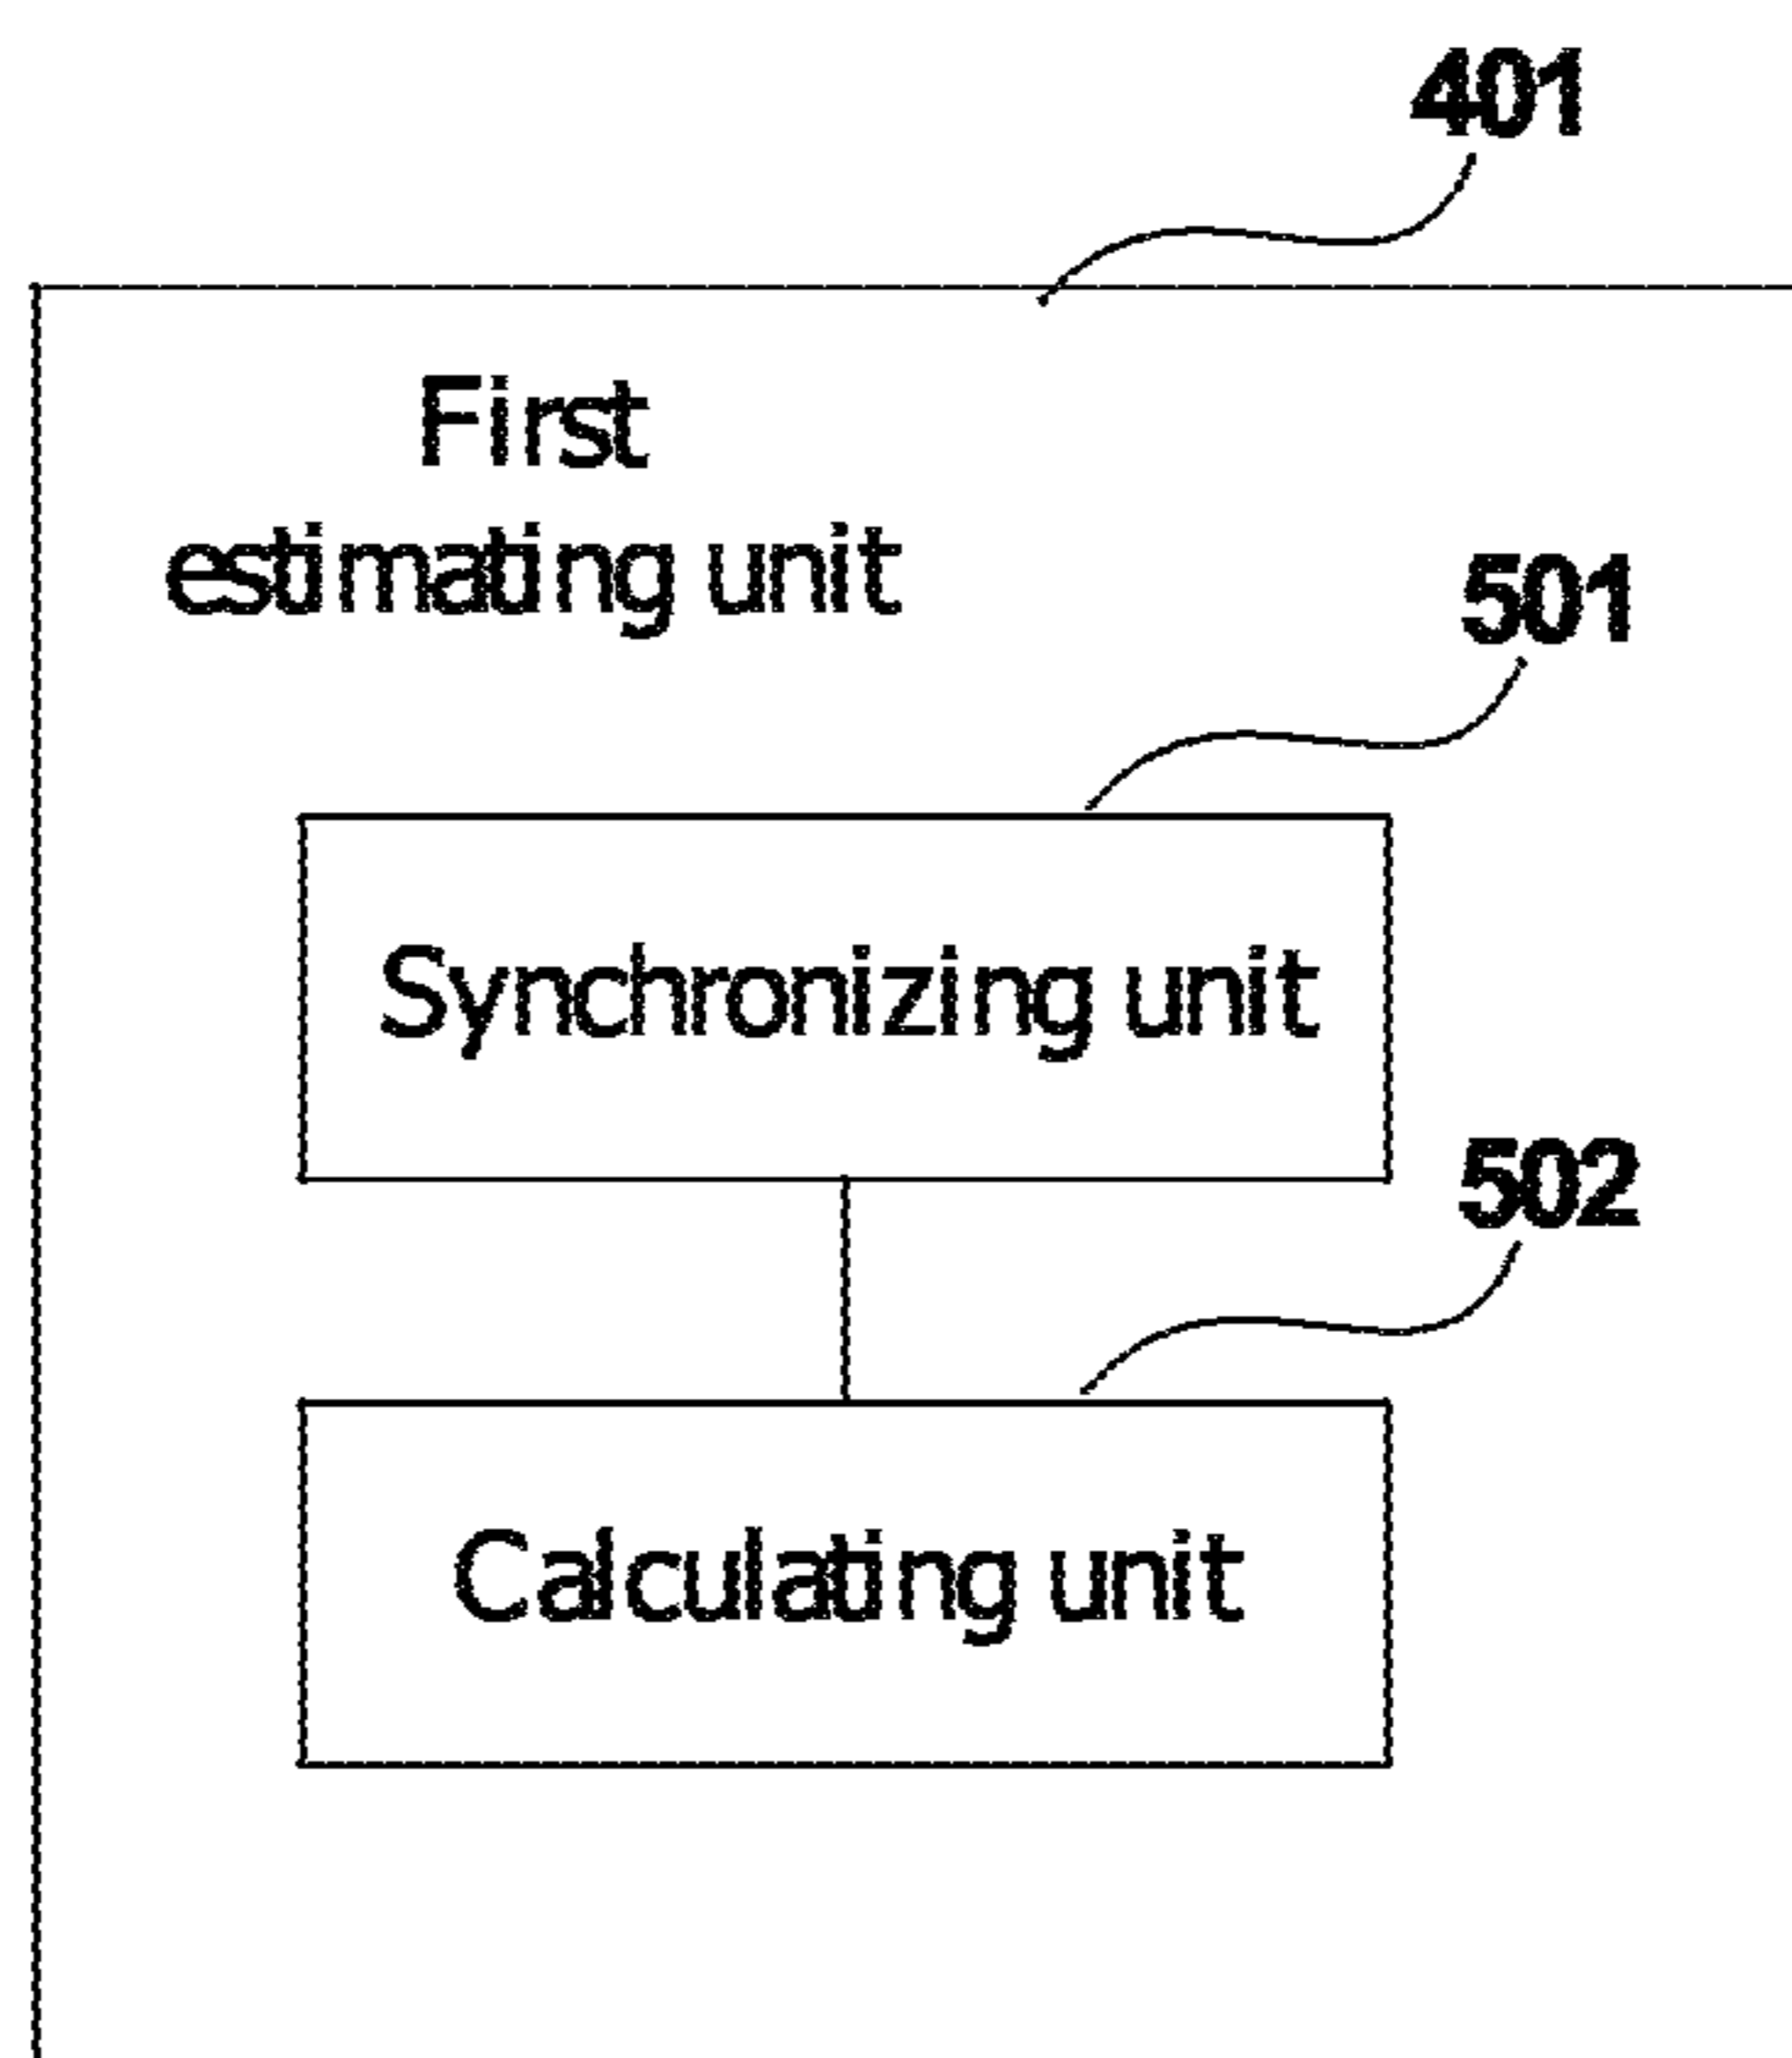 401
First
estimating unit
501
Synchronizing unit
502
Calculating unit